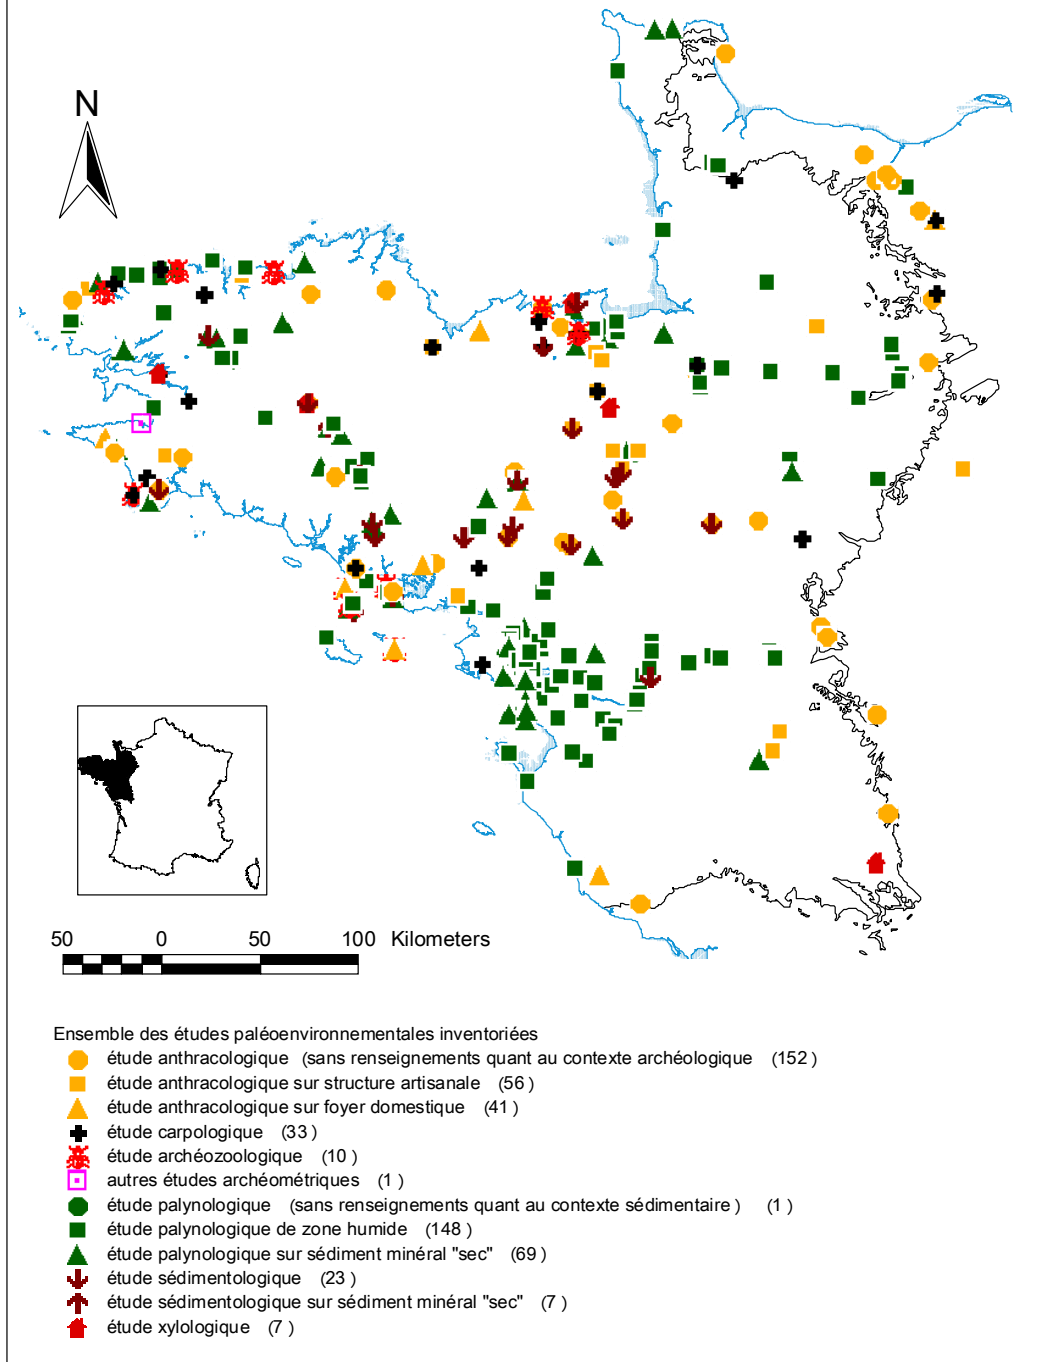 N
50 0 50 100 Kilometers
Ensemble des études paléoenvironnementales inventoriées
étude anthracologique (sans renseignements quant au contexte archéologique (152 )
étude anthracologique sur structure artisanale (56 )
étude anthracologique sur foyer domestique (41 )
étude carpologique (33 )
étude archéozoologique (10 )
autres études archéométriques (1 )
étude palynologique (sans renseignements quant au contexte sédimentaire ) (1 )
étude palynologique de zone humide (148 )
étude palynologique sur sédiment minéral "sec" (69 )
étude sédimentologique (23 )
étude sédimentologique sur sédiment minéral "sec" (7 )
étude xylologique (7 )